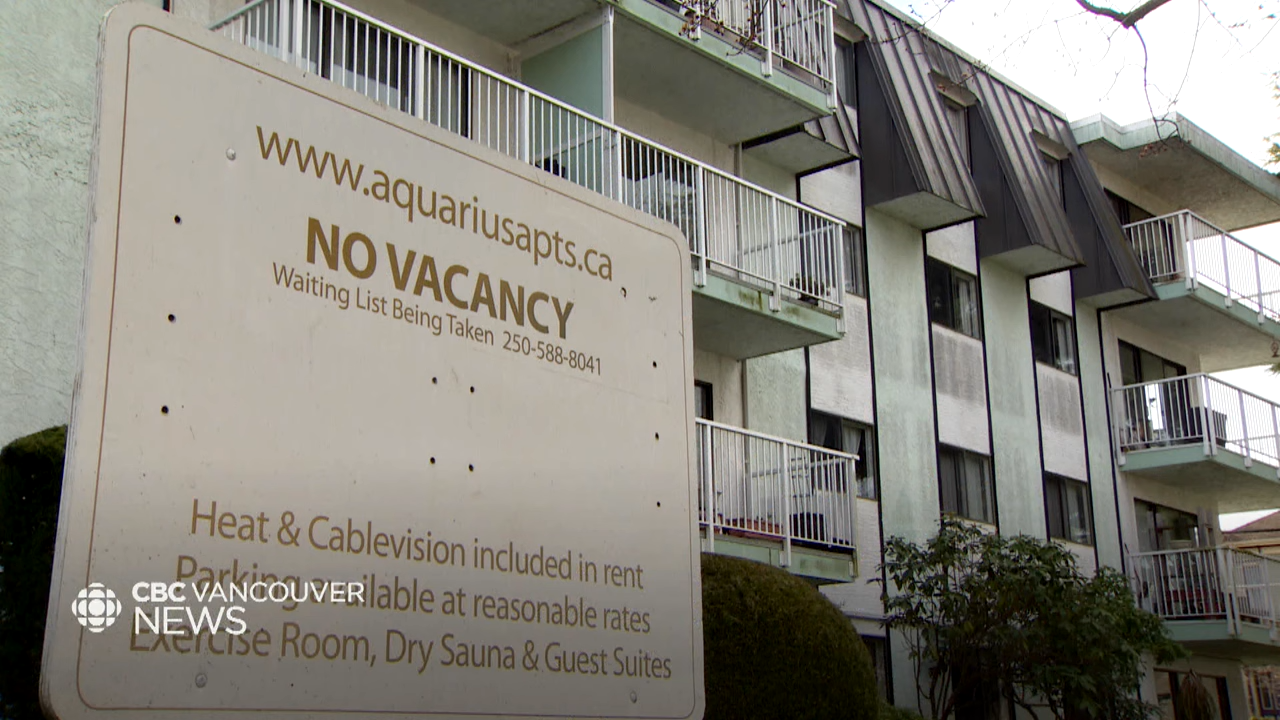 www.aquariusapts.ca
NO VACANCY
Waiting List Being Taken 250-588-8041
Heat & Cablevision included in rent
Parking available at reasonable rates
Exercise Room, Dry Sauna & Guest Suites
CBC VANCOUVER
NEWS